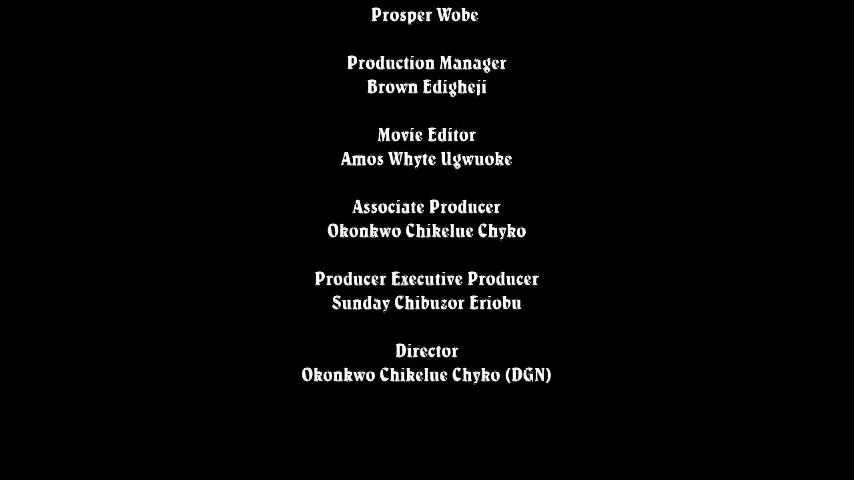 Prosper Wobe
Production Manager
Brown Edigheji
Movie Editor
Amos Whyte Ugwuoke
Associate Producer
Okonkwo Chikelue Chyko
Producer Executive Producer
Sunday Chibuzor Eriobu
Director
Okonkwo Chikelue Chyko (DGN)